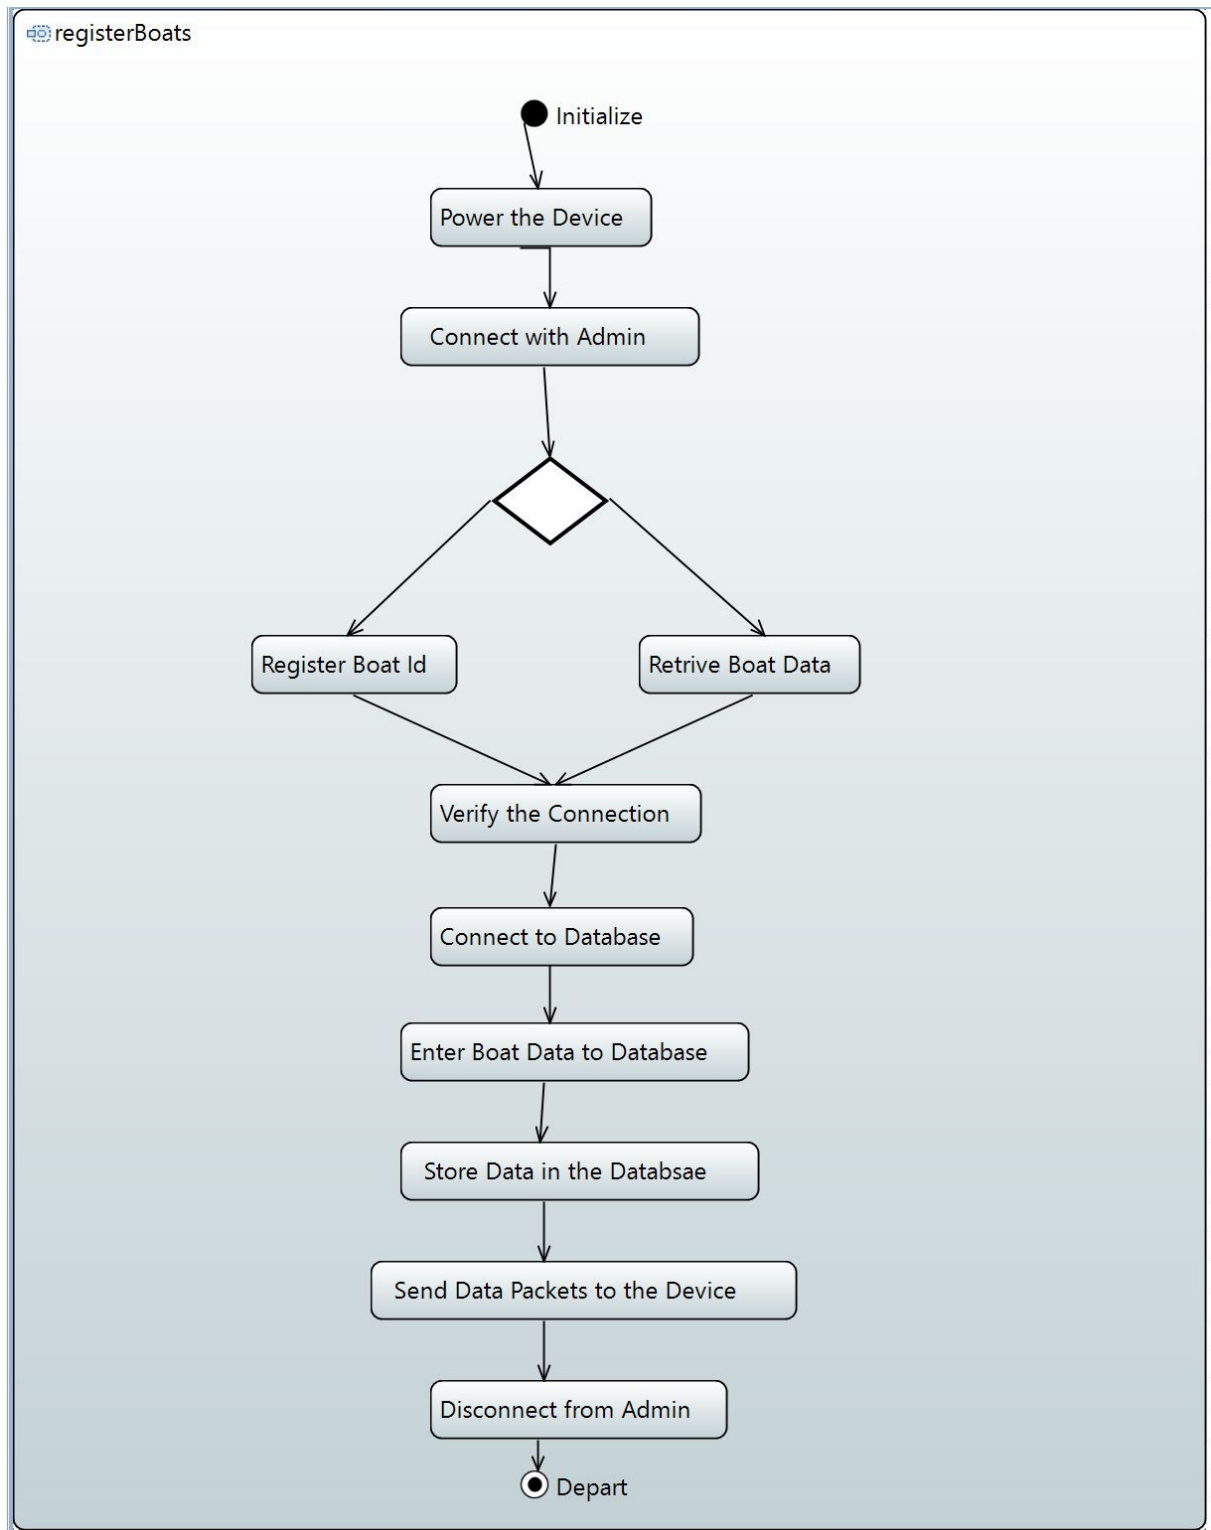 registerBoats
Initialize
Power the Device
Connect with Admin
Register Boat Id
Retrive Boat Data
Verify the Connection
Connect to Database
Enter Boat Data to Database
Store Data in the Databsae
Send Data Packets to the Device
Disconnect from Admin
Depart